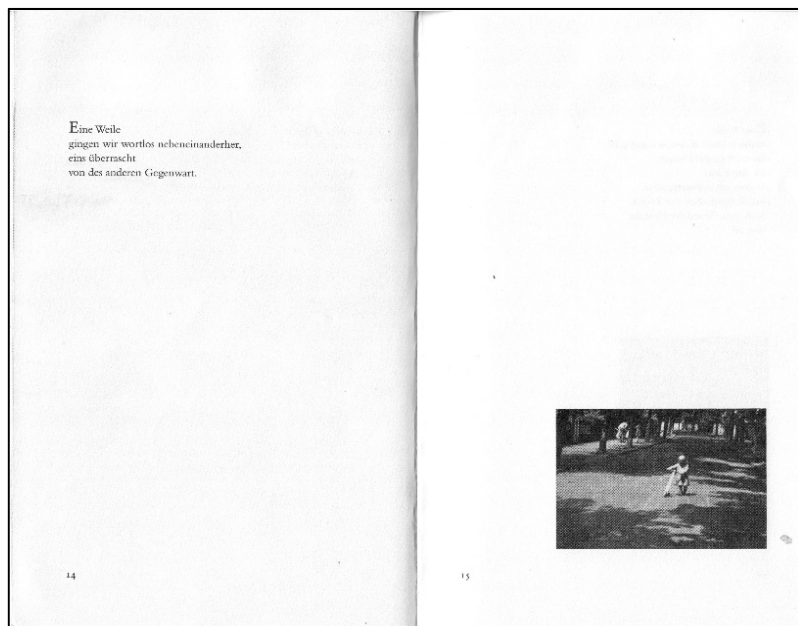 Eine Weile
gingen wir wortlos nebeneinanderher,
eins überrascht
von des anderen Gegenwart.
14
15